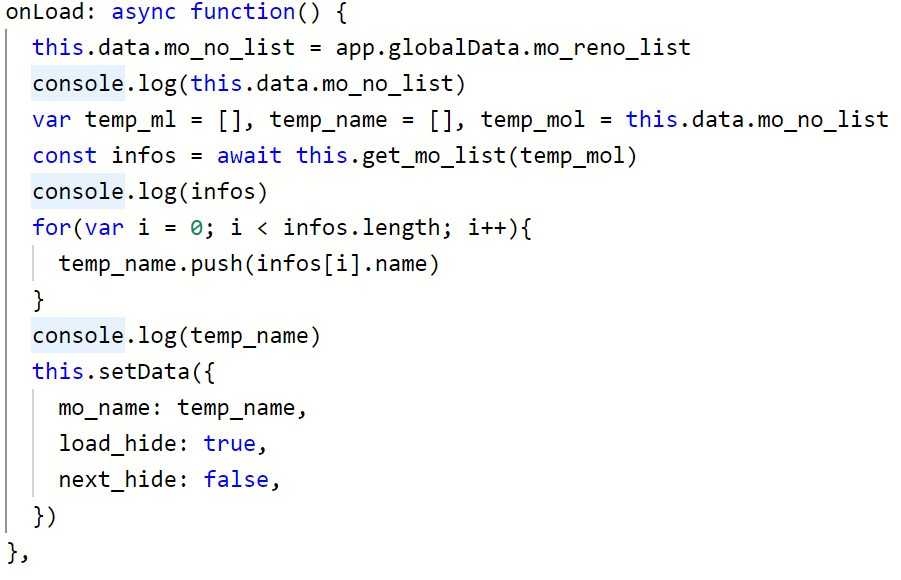 onLoad: async function() {
this.data.mo_no_list = app.globalData.mo_reno_list
console.log(this.data.mo_no_list)
var temp_ml = [], temp_name = [], temp_mol = this.data.mo_no_list
const infos = await this.get_mo_list(temp_mol)
console.log(infos)
for(var i = 0; i < infos.length; i++){
temp_name.push(infos[i].name)
}
console.log(temp_name)
this.setData({
mo_name: temp_name,
load_hide: true,
next_hide: false,
})
},